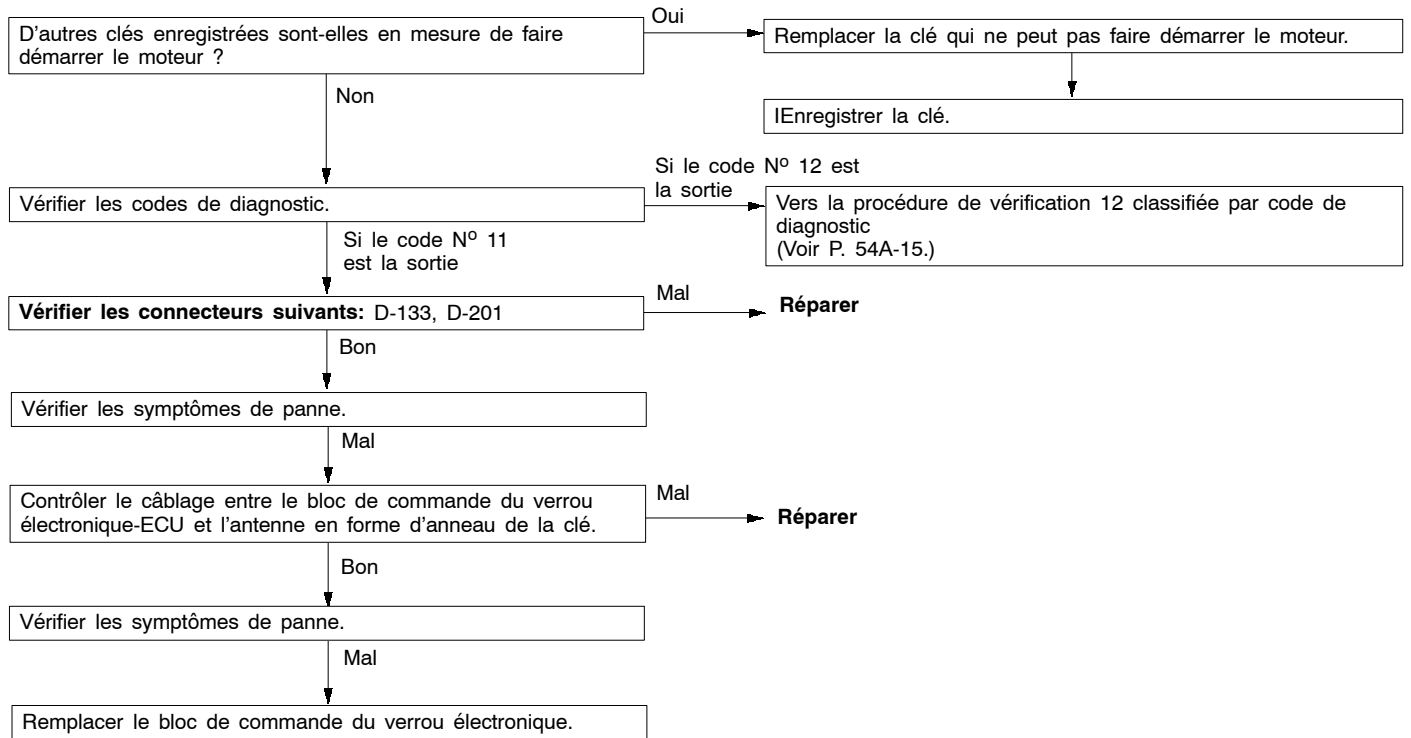 D'autres clés enregistrées sont-elles en mesure de faire
démarrer le moteur ?
Oui
Remplacer la clé qui ne peut pas faire démarrer le moteur.
Non
IEnregistrer la clé.
Vérifier les codes de diagnostic.
Si le code Nº 12 est
la sortie
Vers la procédure de vérification 12 classifiée par code de
diagnostic
(Voir P. 54A-15.)
Si le code Nº 11
est la sortie
Vérifier les connecteurs suivants: D-133, D-201
Mal
Réparer
Bon
Vérifier les symptômes de panne.
Mal
Contrôler le câblage entre le bloc de commande du verrou
électronique-ECU et l'antenne en forme d'anneau de la clé.
Mal
Réparer
Bon
Vérifier les symptômes de panne.
Mal
Remplacer le bloc de commande du verrou électronique.